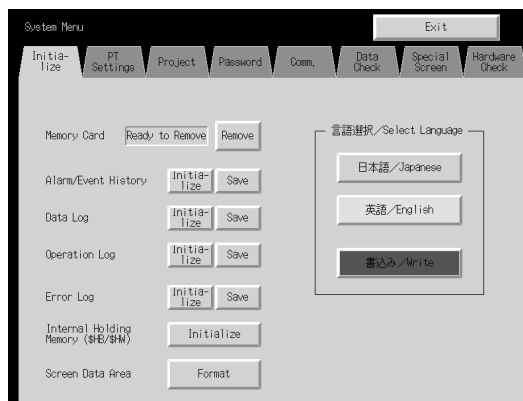 System Menu
Exit
Initia-
lize
PT
Settings
Project
Password
Comm.
Data
Check
Special
Screen
Hardware
Check
Memory Card
Ready to Remove
Remove
言語選択／Select Language
日本語／Japanese
Alarm/Event History
Initia-
lize
Save
英語／English
Data Log
Initia-
lize
Save
Operation Log
Initia-
lize
Save
書込み／Write
Error Log
Initia-
lize
Save
Internal Holding
Memory ($HB/$HW)
Initialize
Screen Data Area
Format